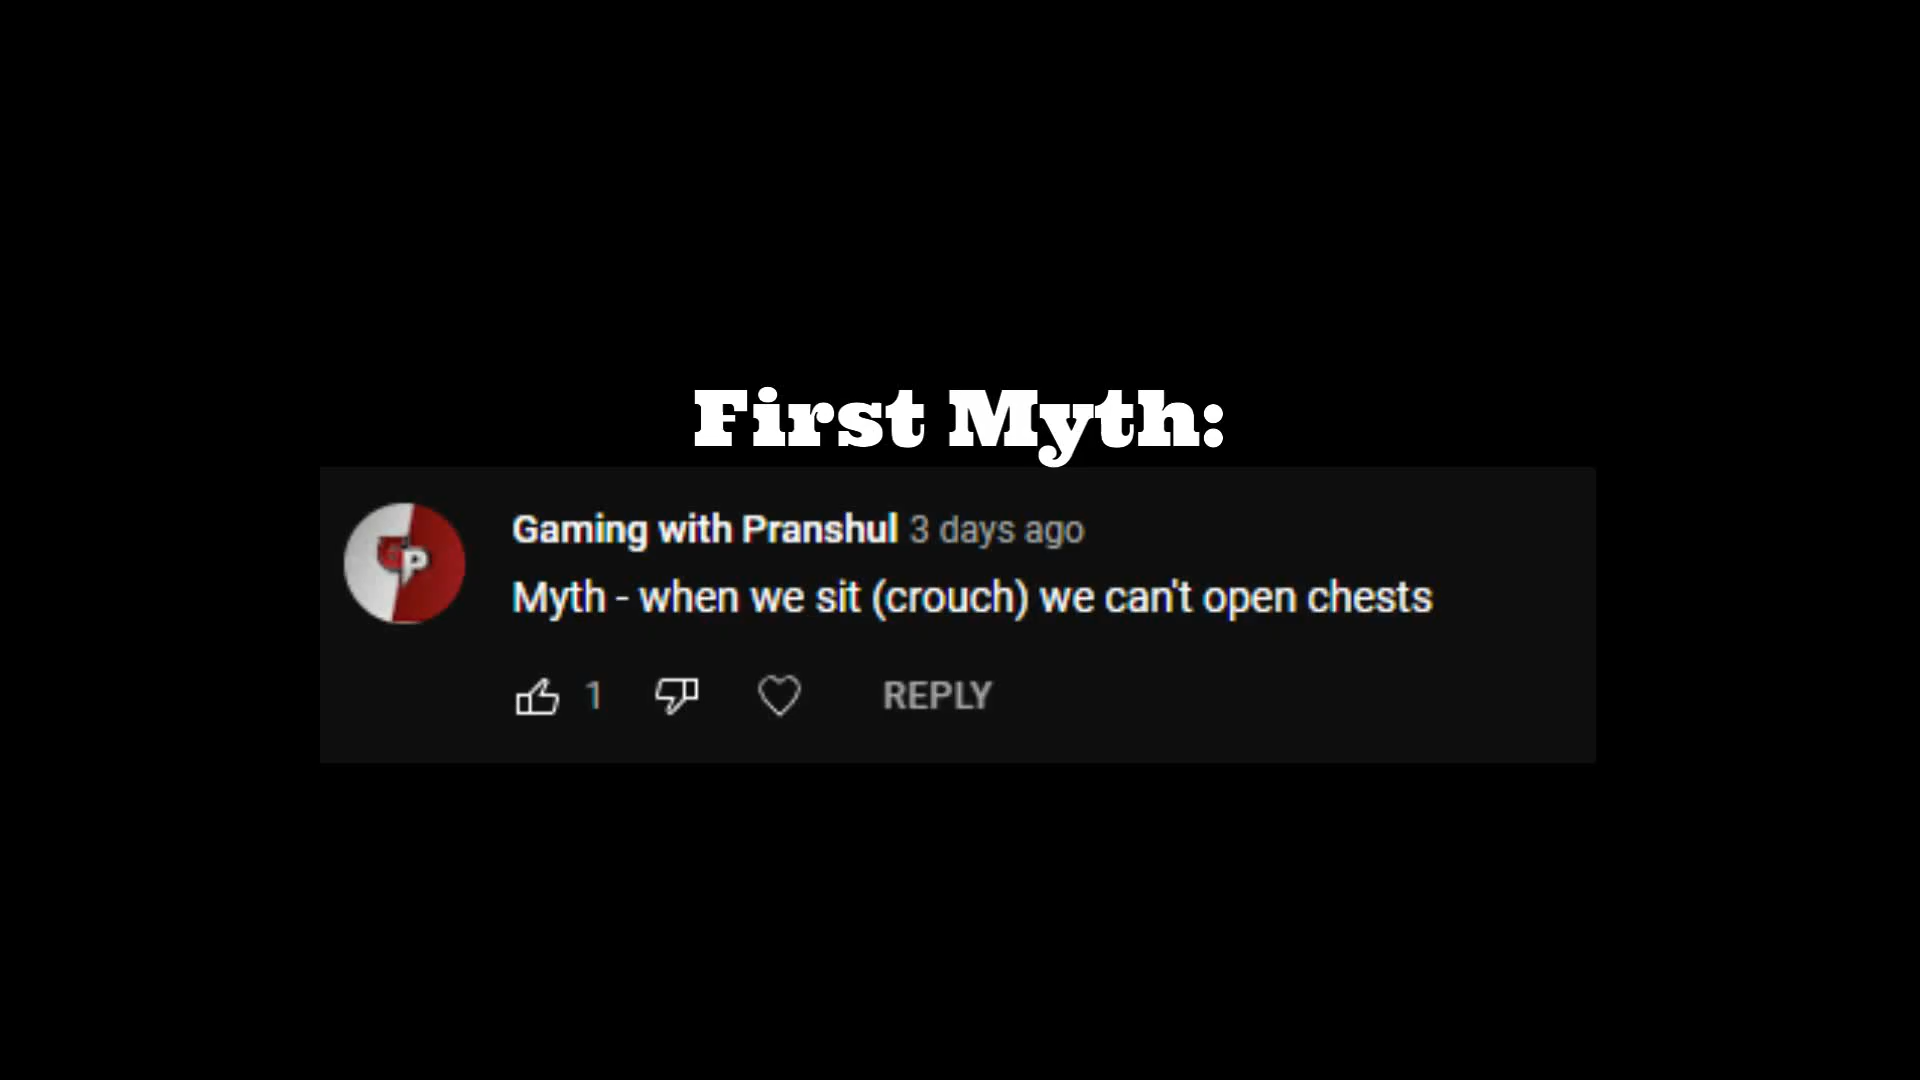 First Myth:
Gaming with Pranshul 3 days ago
Myth - when we sit (crouch) we can't open chests
1 REPLY